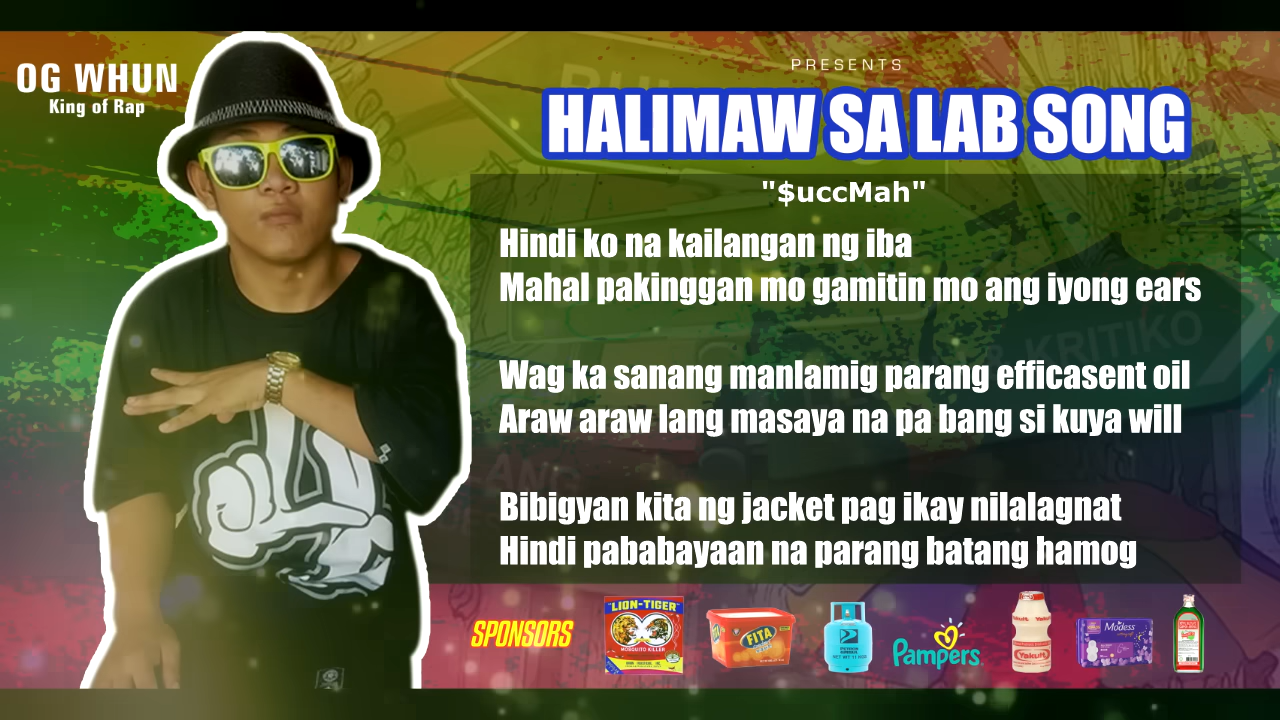 OG WHUN
King of Rap
PRESENTS
HALIMAW SA LAB SONG
"$uccMah"
Hindi ko na kailangan ng iba
Mahal pakinggan mo gamitin mo ang iyong ears
Wag ka sanang manlamig parang efficasent oil
Araw araw lang masaya na pa bang si kuya will
Bibigyan kita ng jacket pag ikay nilalagnat
Hindi pababayaan na parang batang hamog
KRITIKO
SPONSORS
"LION-TIGER"
MOSQUITO KILLER
FITA
Pampers
Yakult
Modess